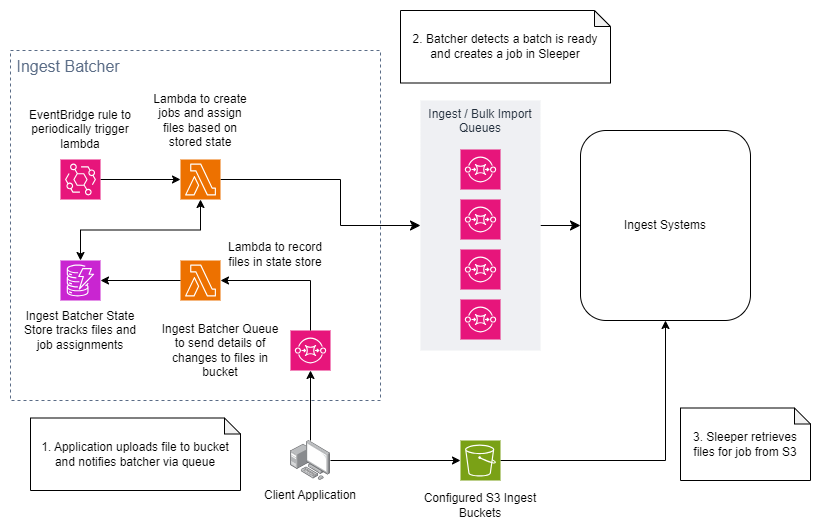 2. Batcher detects a batch is ready
and creates a job in Sleeper
Ingest Batcher
EventBridge rule to
periodically trigger
lambda
Lambda to create
jobs and assign
files based on
stored state
Ingest / Bulk Import
Queues
Ingest Systems
Lambda to record
files in state store
Ingest Batcher State
Store tracks files and
job assignments
Ingest Batcher Queue
to send details of
changes to files in
bucket
1. Application uploads file to bucket
and notifies batcher via queue
Client Application
Configured S3 Ingest
Buckets
3. Sleeper retrieves
files for job from S3